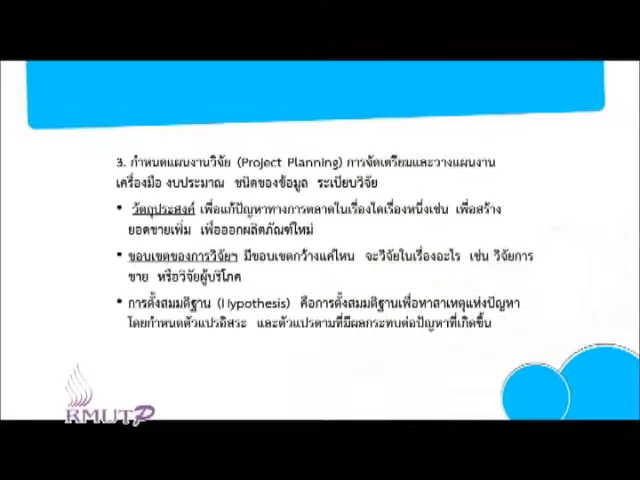 3. กำหนดแผนงานวิจัย (Project Planning) การจัดเตรียมและวางแผนงาน
เครื่องมือ งบประมาณ ชนิดของข้อมูล ระเบียบวิจัย
• วัตถุประสงค์ เพื่อแก้ปัญหาทางการตลาดในเรื่องใดเรื่องหนึ่งเช่น เพื่อสร้าง
ยอดขายเพิ่ม เพื่อออกผลิตภัณฑ์ใหม่
• ขอบเขตของการวิจัยฯ มีขอบเขตกว้างแค่ไหน จะวิจัยในเรื่องอะไร เช่น วิจัยการ
ขาย หรือวิจัยผู้บริโภค
• การตั้งสมมติฐาน (Hypothesis) คือการตั้งสมมติฐานเพื่อหาสาเหตุแห่งปัญหา
โดยกำหนดตัวแปรอิสระ และตัวแปรตามที่มีผลกระทบต่อปัญหาที่เกิดขึ้น
RMUTP